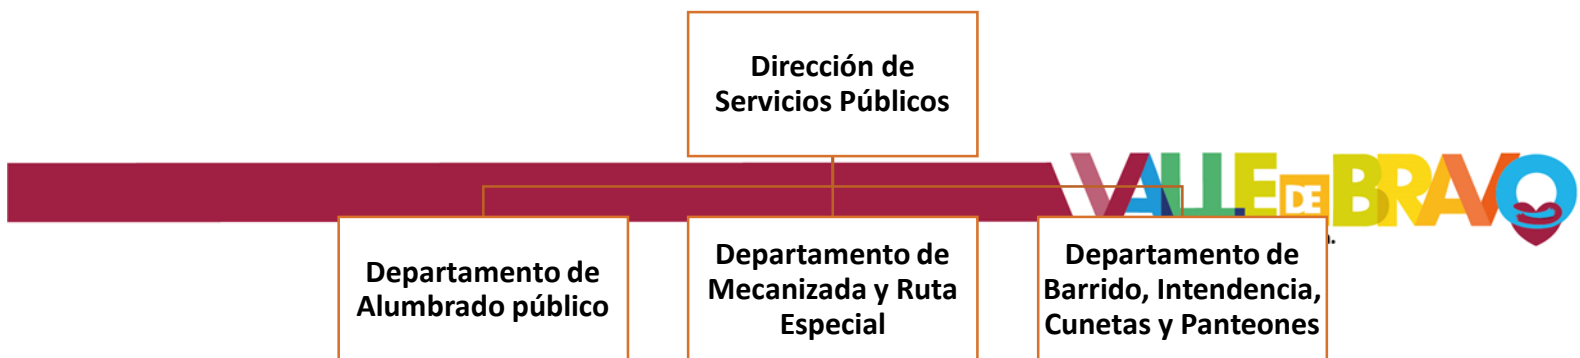 Dirección de
Servicios Públicos
VALLE DE BRAVO
Departamento de
Alumbrado público
Departamento de
Mecanizada y Ruta
Especial
Departamento de
Barrido, Intendencia,
Cunetas y Panteones